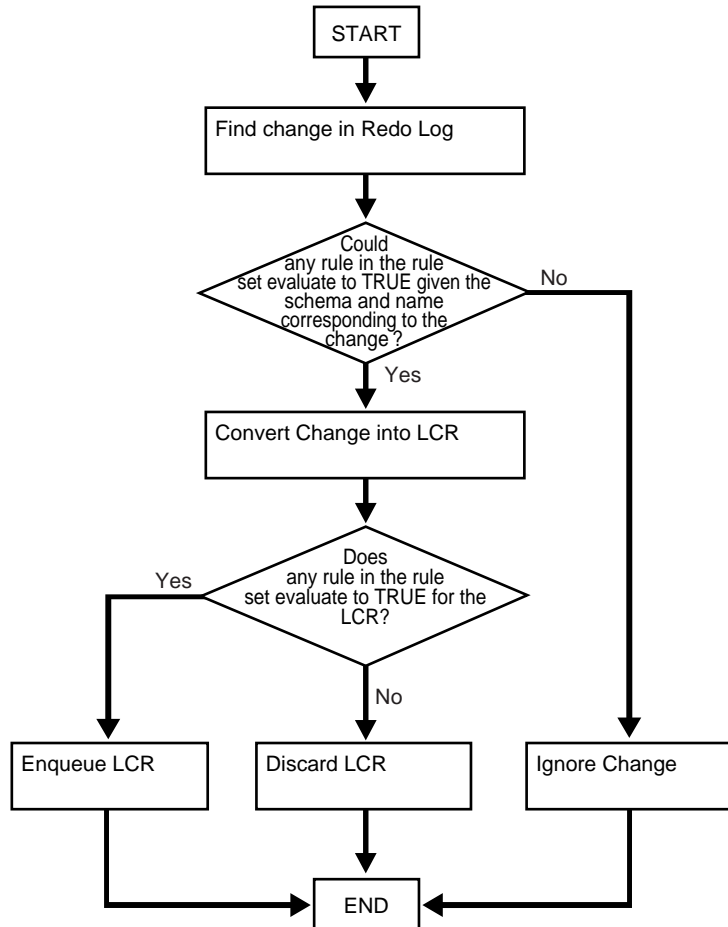 START
Find change in Redo Log
Could
any rule in the rule
set evaluate to TRUE given the
schema and name
corresponding to the
change ?
No
Yes
Convert Change into LCR
Does
any rule in the rule
set evaluate to TRUE for the
LCR?
Yes
No
Enqueue LCR
Discard LCR
Ignore Change
END